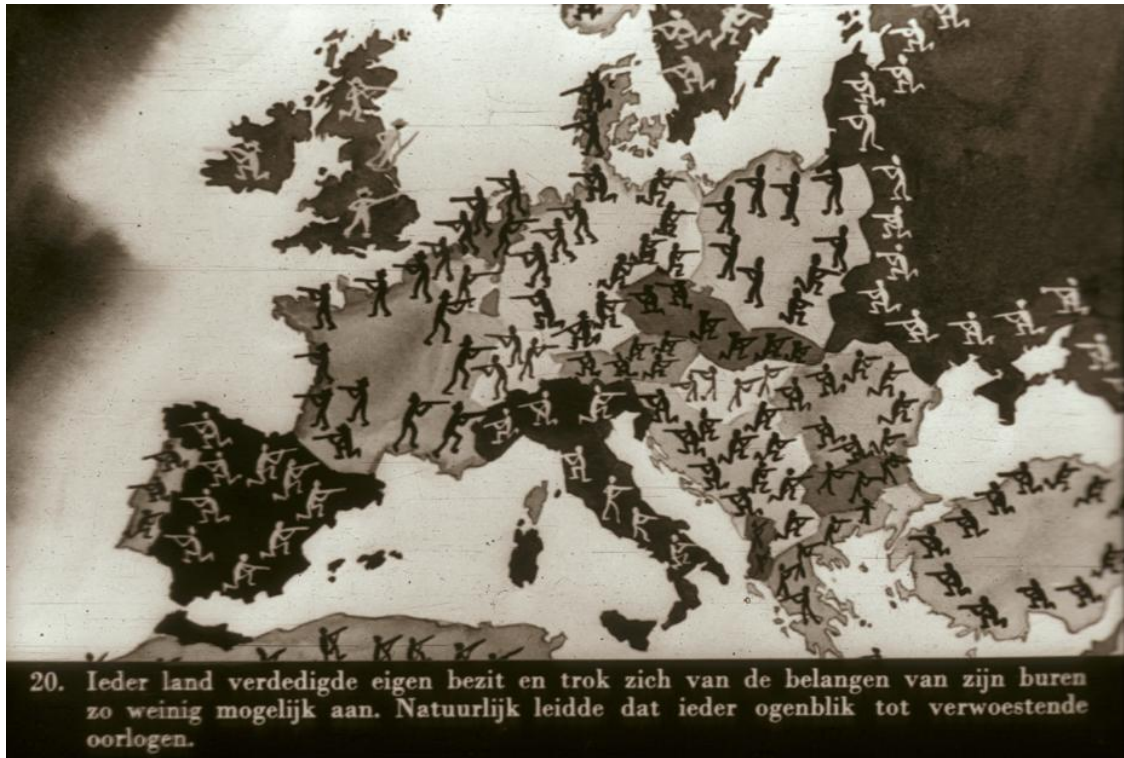 20. Ieder land verdedigde eigen bezit en trok zich van de belangen van zijn buren
zo weinig mogelijk aan. Natuurlijk leidde dat ieder ogenblik tot verwoestende
oorlogen.